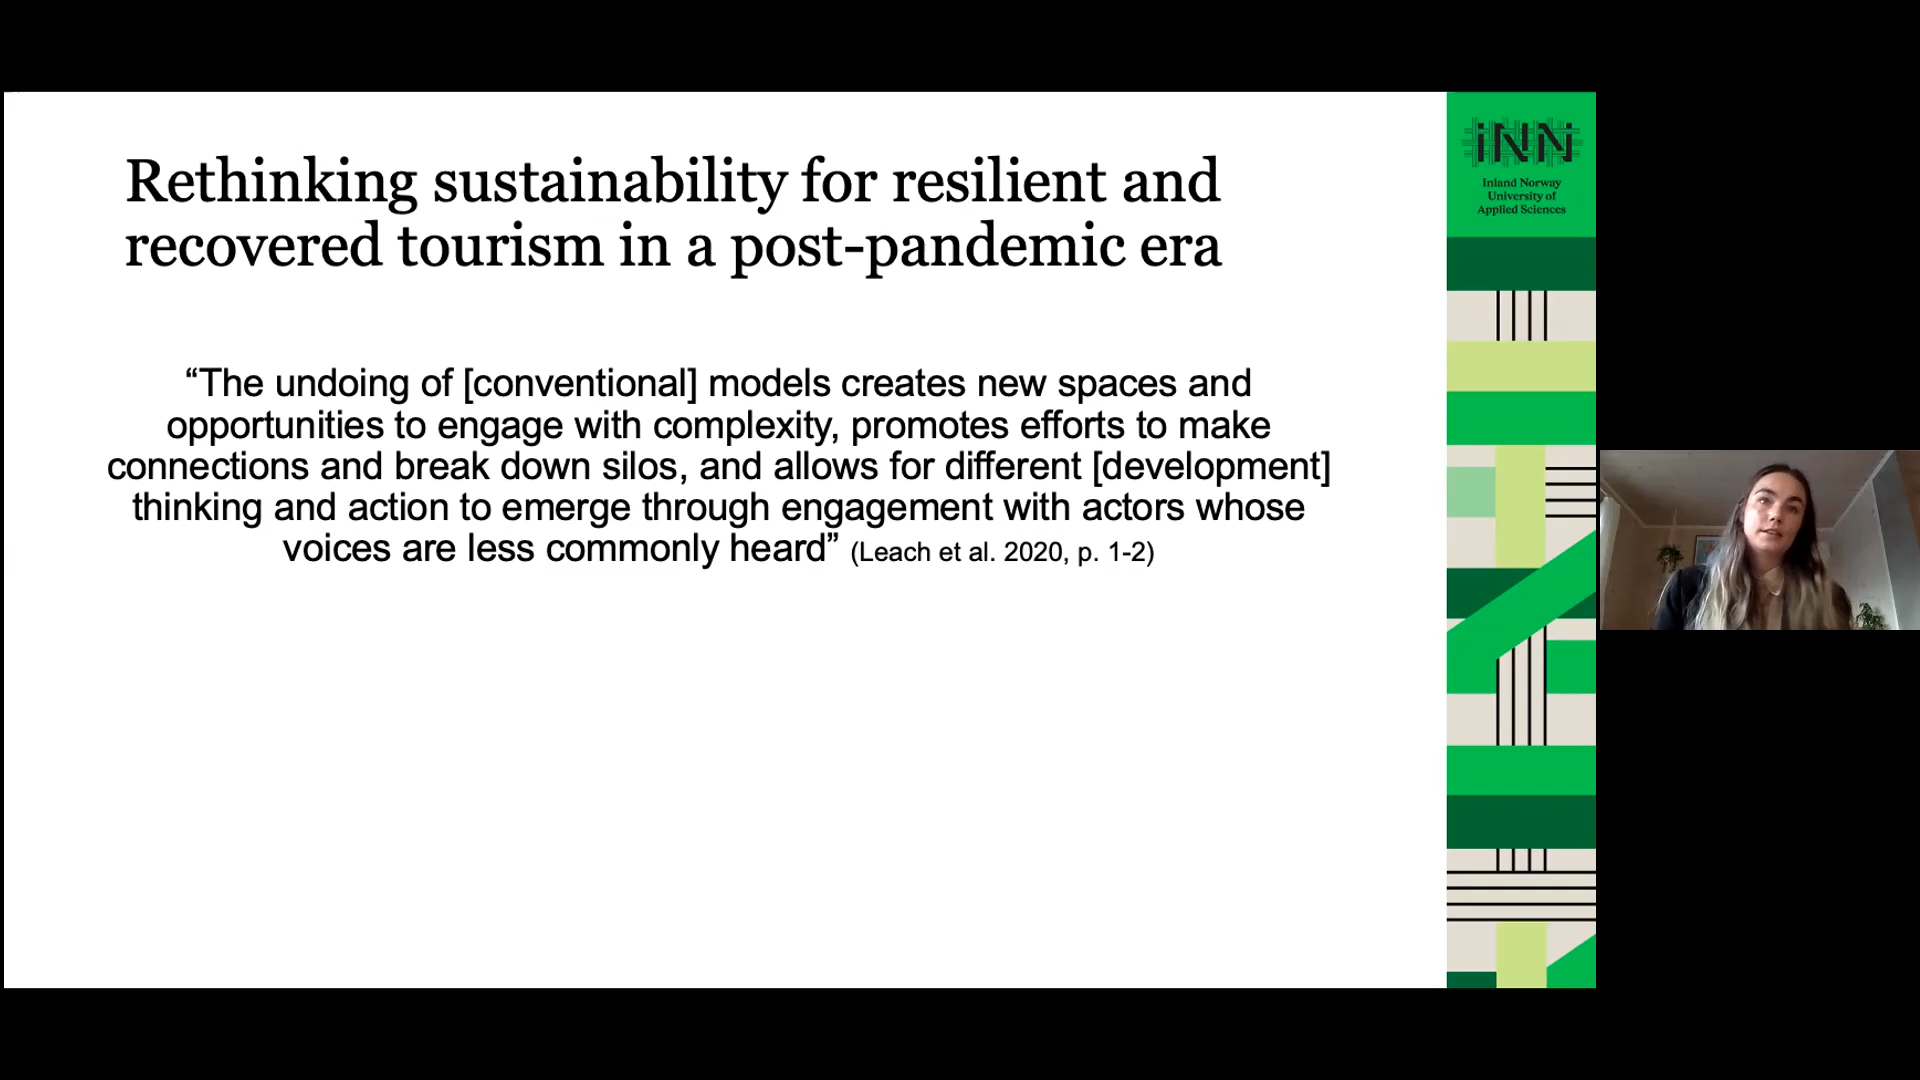 Rethinking sustainability for resilient and
recovered tourism in a post-pandemic era
“The undoing of [conventional] models creates new spaces and
opportunities to engage with complexity, promotes efforts to make
connections and break down silos, and allows for different [development]
thinking and action to emerge through engagement with actors whose
voices are less commonly heard” (Leach et al. 2020, p. 1-2)
iNN
Inland Norway
University of
Applied Sciences